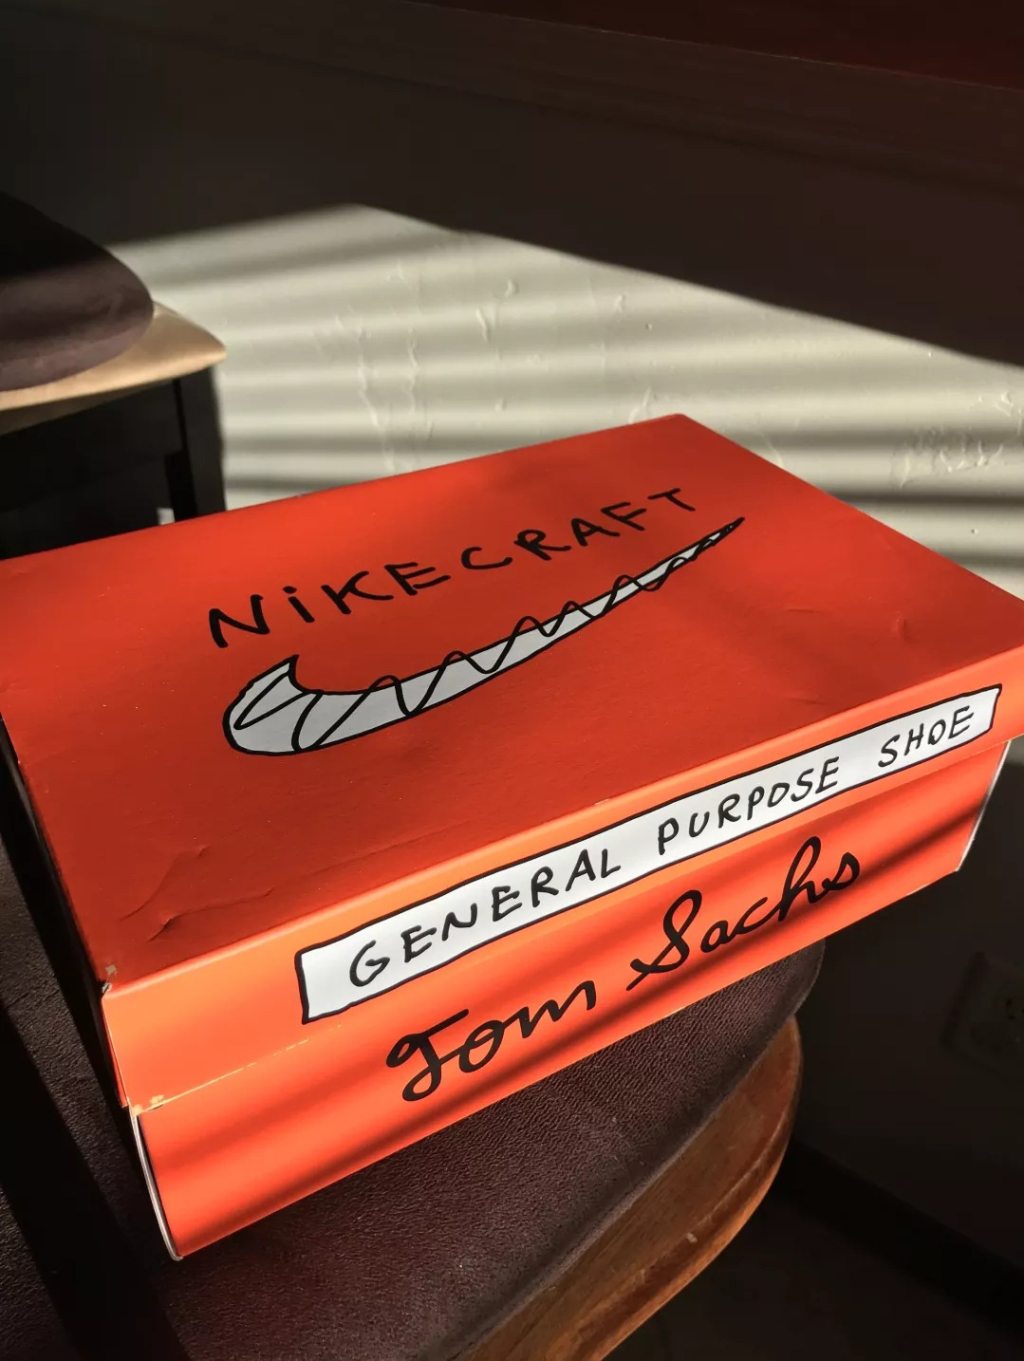 NiKECRAFT
GENERAL PURPOSE SHOE
Tom Sachs